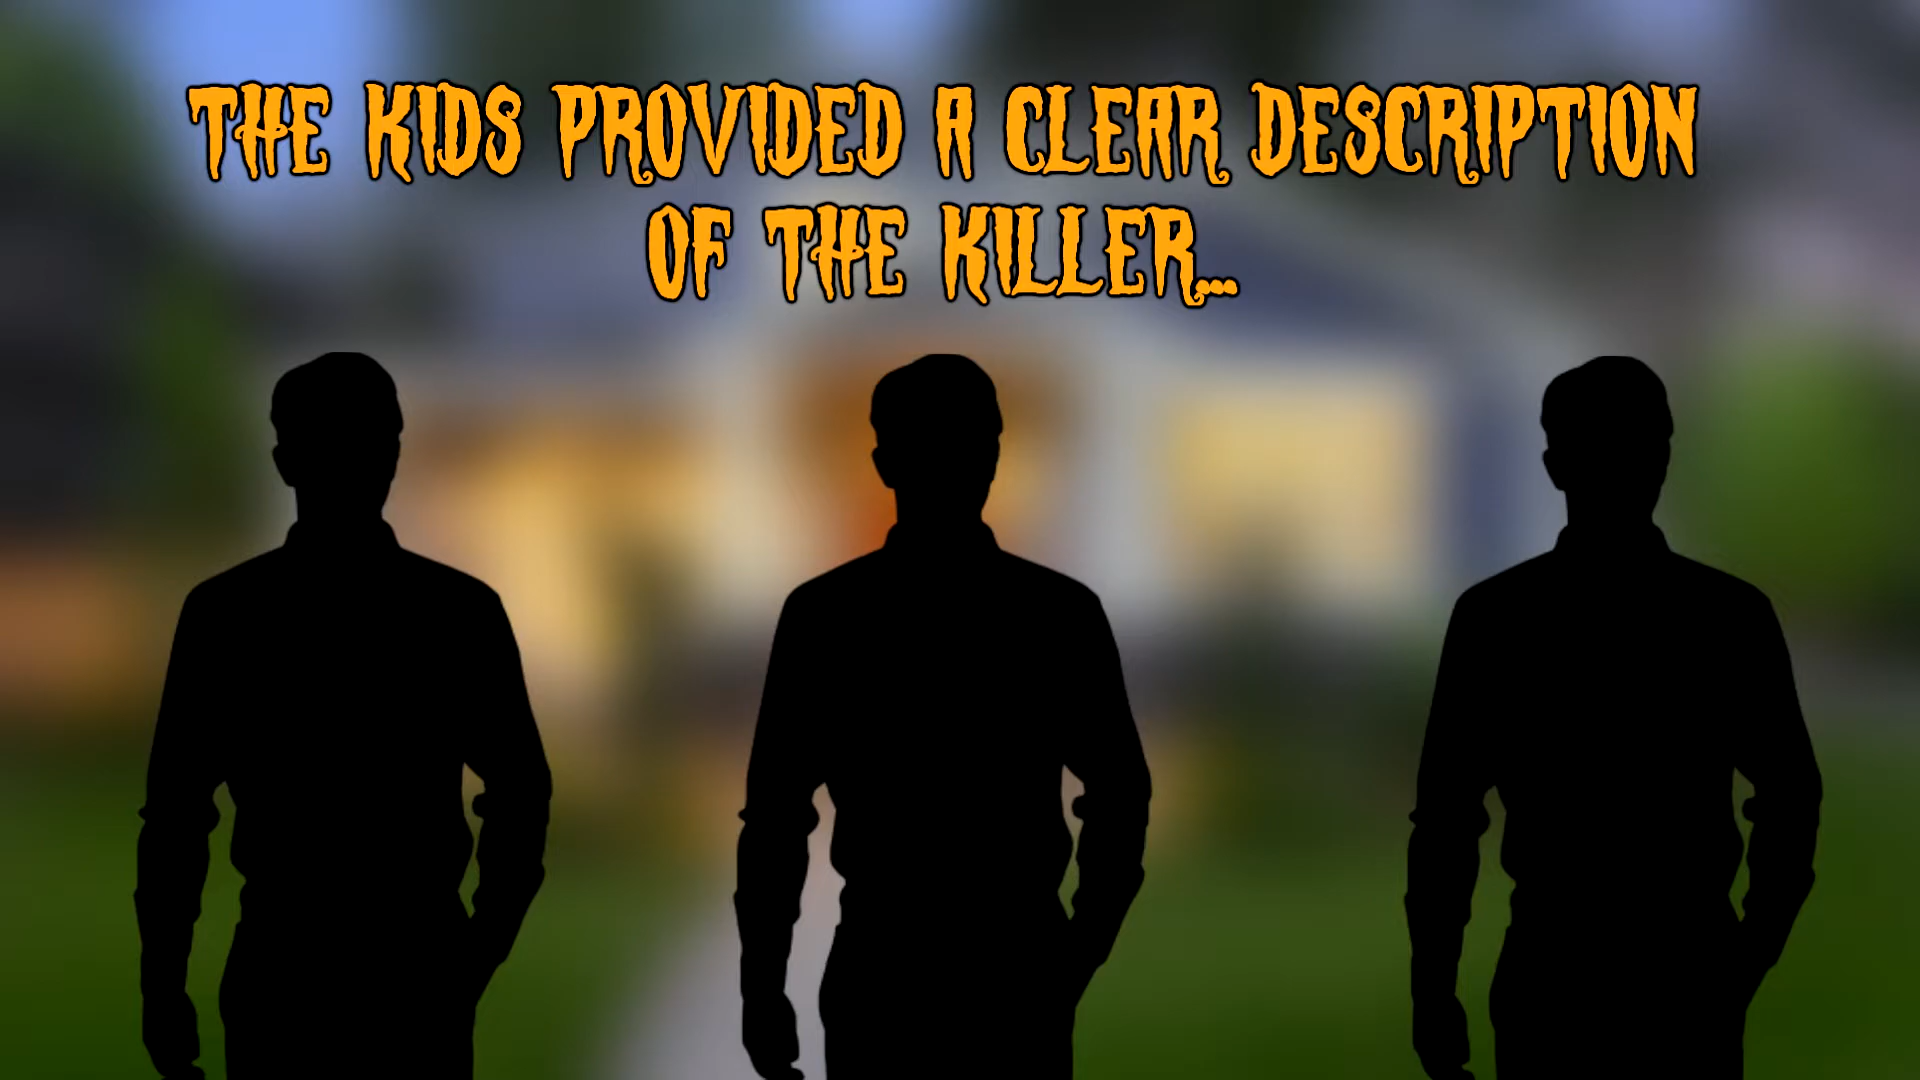 THE KIDS PROVIDED A CLEAR DESCRIPTION
OF THE KILLER...